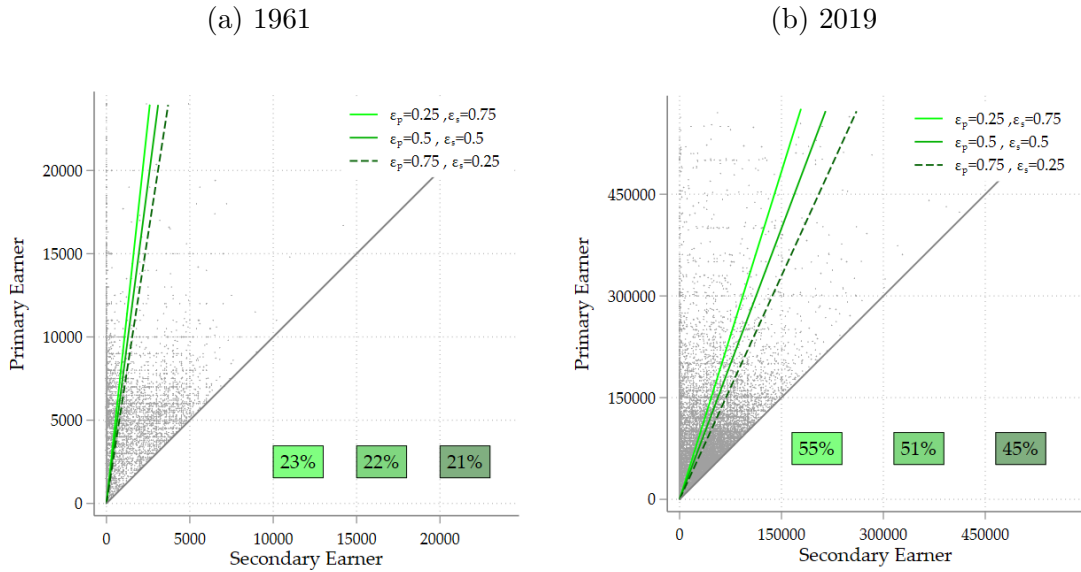 (a) 1961
Primary Earner
20000
15000
10000
5000
0
εp=0.25 ,εs=0.75
εp=0.5 , εs=0.5
εp=0.75 , εs=0.25
23% 22% 21%
0 5000 10000 15000 20000
Secondary Earner
(b) 2019
Primary Earner
450000
300000
150000
0
εp=0.25 ,εs=0.75
εp=0.5 , εs=0.5
εp=0.75 , εs=0.25
55% 51% 45%
0 150000 300000 450000
Secondary Earner